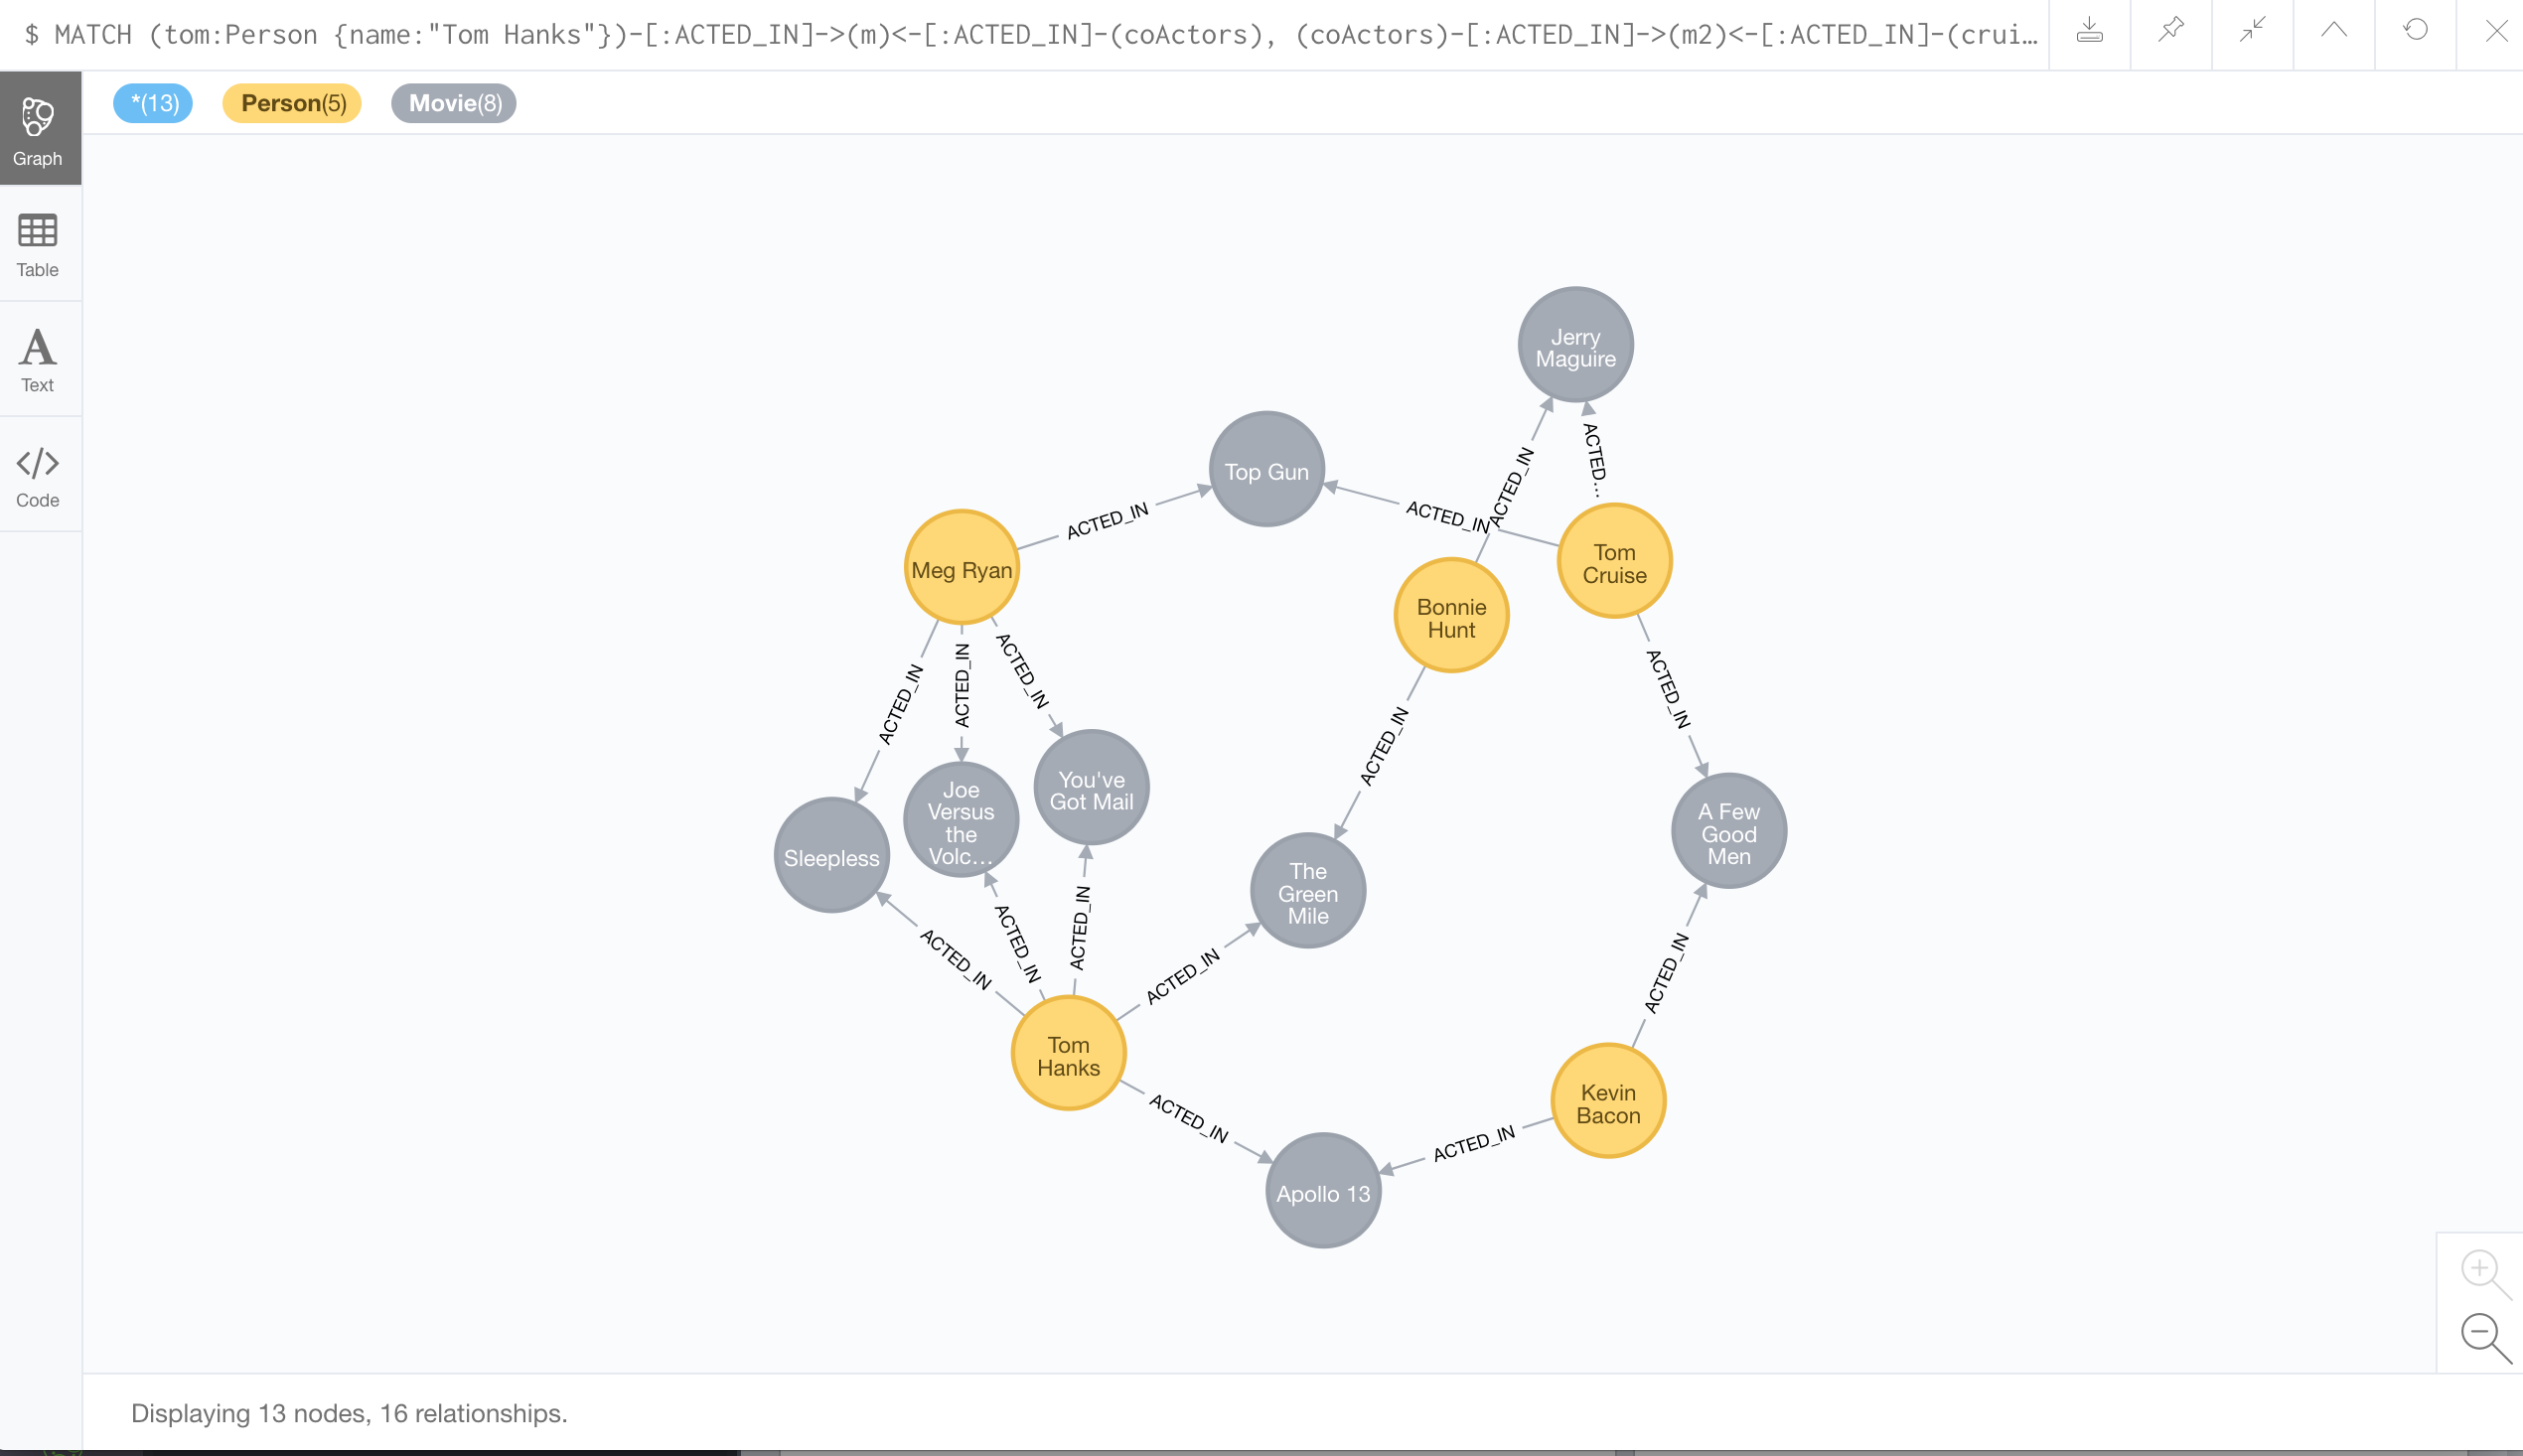 $ MATCH (tom:Person {name:"Tom Hanks"})-[:ACTED_IN]->(m)<-[:ACTED_IN]-(coActors), (coActors)-[:ACTED_IN]->(m2)<-[:ACTED_IN]-(crui…
*(13)
Person(5)
Movie(8)
Graph
Table
Text
Code
Jerry
Maguire
ACTED…
ACTED_IN
Top Gun
ACTED_IN
ACTED_IN
Meg Ryan
Tom
Cruise
Bonnie
Hunt
ACTED_IN
ACTED_IN
ACTED_IN
ACTED_IN
ACTED_IN
You've
Got Mail
Joe
Versus
the
Volc…
Sleepless
The
Green
Mile
A Few
Good
Men
ACTED_IN
ACTED_IN
ACTED_IN
ACTED_IN
ACTED_IN
Tom
Hanks
Kevin
Bacon
ACTED_IN
ACTED_IN
Apollo 13
A
Displaying 13 nodes, 16 relationships.